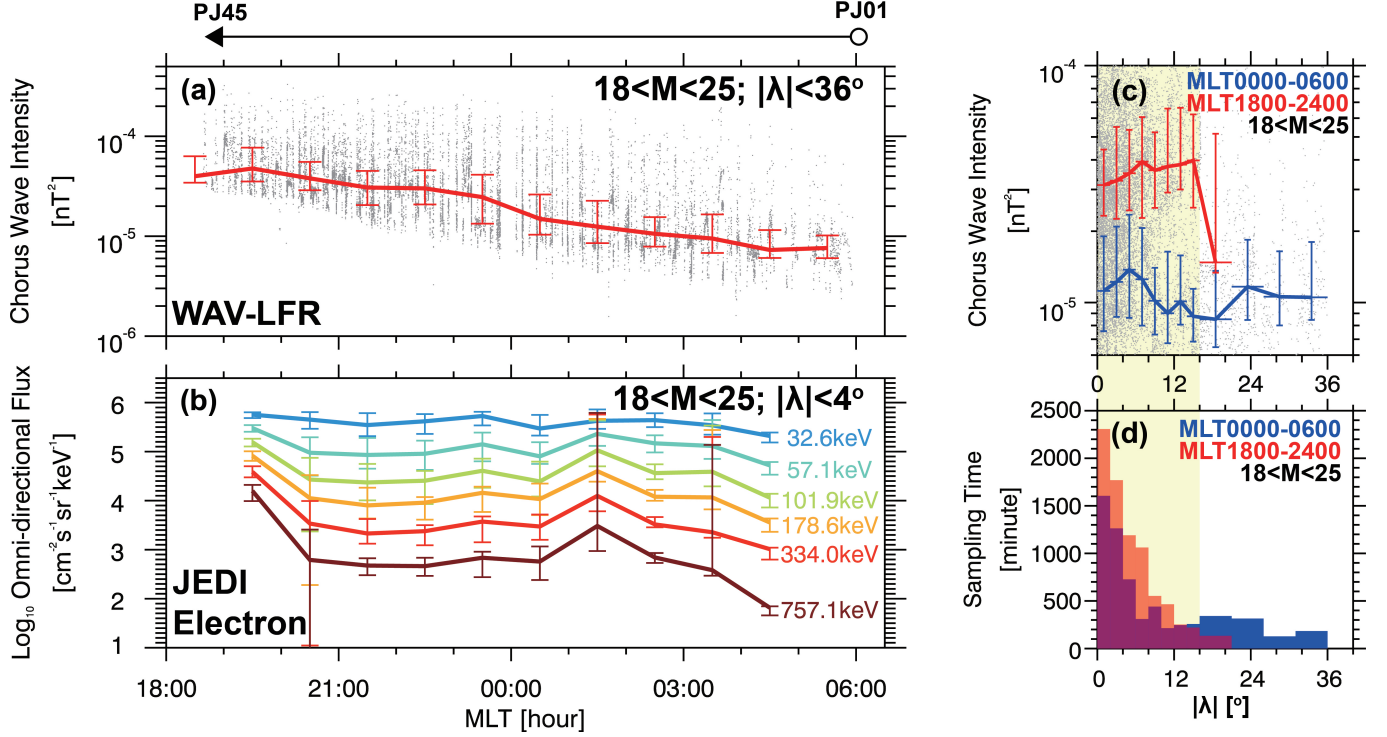 PJ45
PJ01
(a)
18<M<25; |λ|<36°
Chorus Wave Intensity
[nT²]
10⁻⁴
10⁻⁵
10⁻⁶
WAV-LFR
(b)
18<M<25; |λ|<4°
Log₁₀ Omni-directional Flux
[cm⁻² s⁻¹ sr⁻¹ keV⁻¹]
6
5
4
3
2
1
32.6keV
57.1keV
101.9keV
178.6keV
334.0keV
757.1keV
JEDI
Electron
18:00
21:00
00:00
03:00
06:00
MLT [hour]
(c)
MLT0000-0600
MLT1800-2400
18<M<25
Chorus Wave Intensity
[nT²]
10⁻⁴
10⁻⁵
0
12
24
36
(d)
MLT0000-0600
MLT1800-2400
18<M<25
Sampling Time
[minute]
2500
2000
1500
1000
500
0
0
12
24
36
|λ| [°]